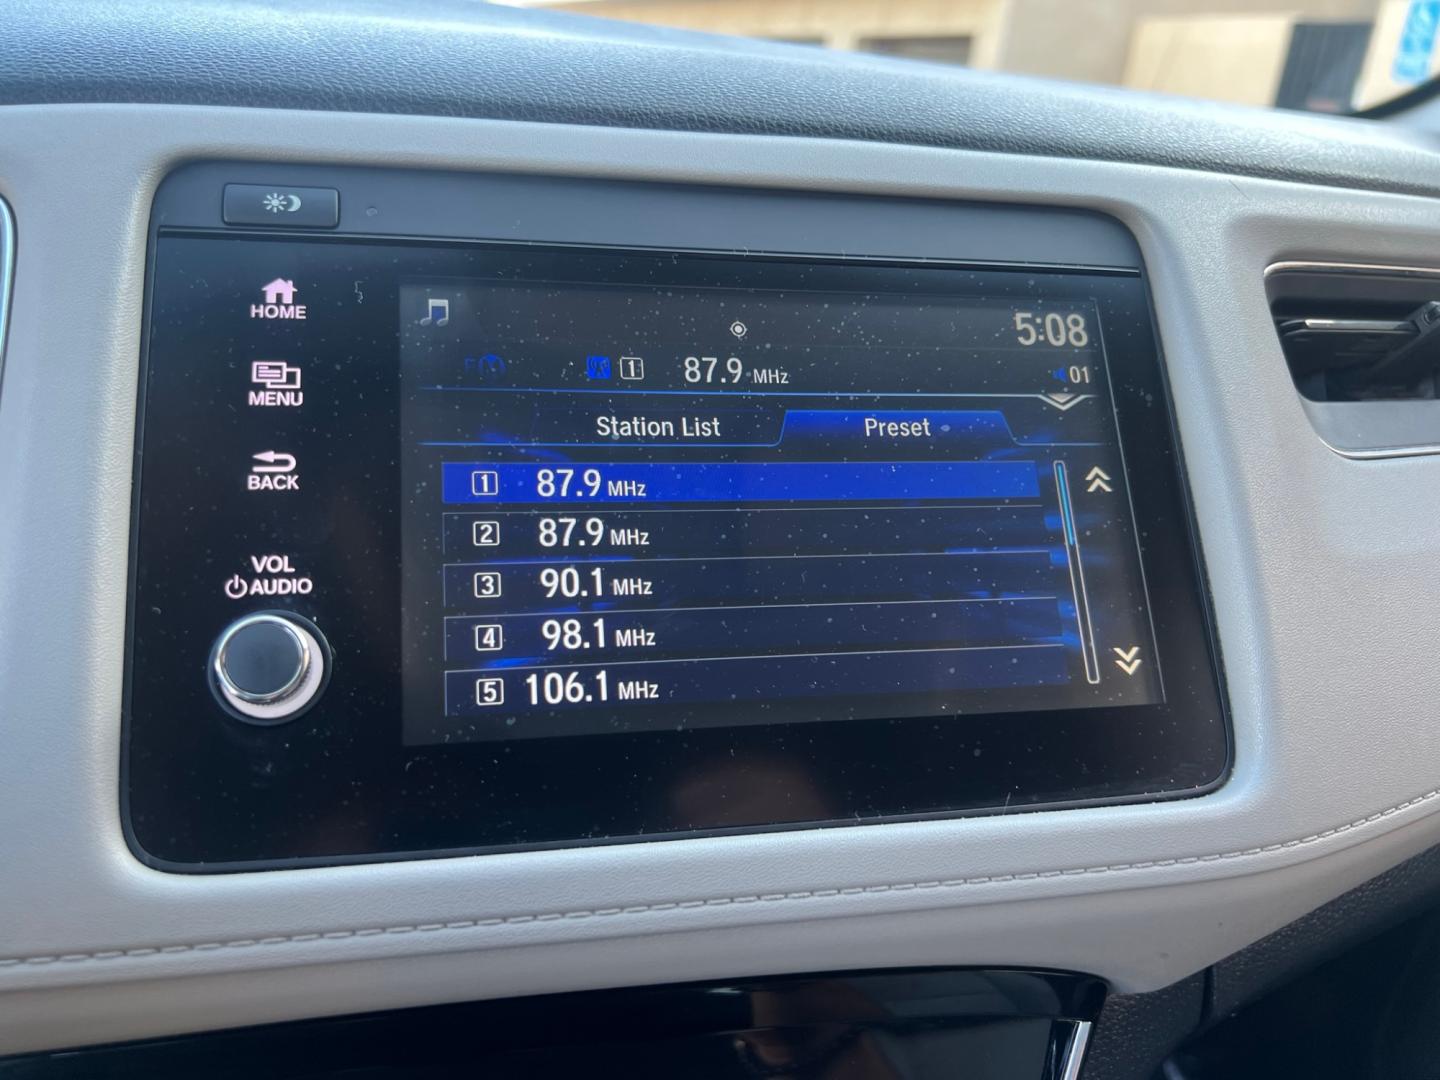 HOME
MENU
BACK
VOL
AUDIO
5:08
FM 1 87.9 MHz 01
Station List Preset
1 87.9 MHz
2 87.9 MHz
3 90.1 MHz
4 98.1 MHz
5 106.1 MHz